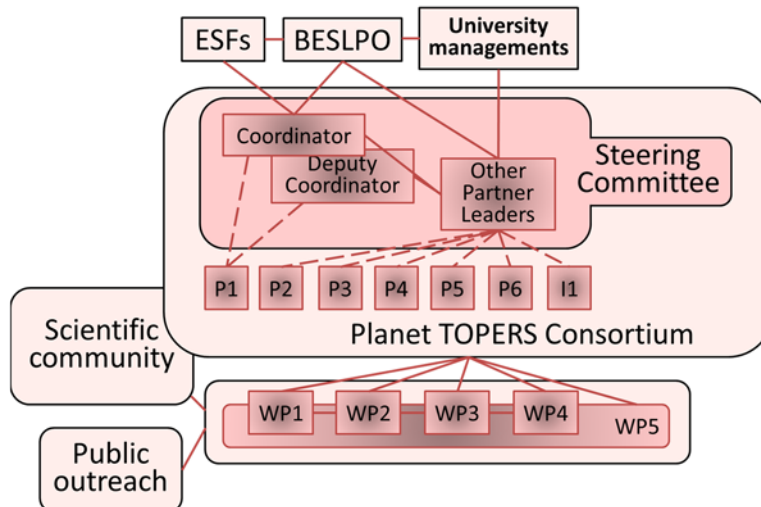 ESFs
BESLPO
University
managements
Coordinator
Deputy
Coordinator
Other
Partner
Leaders
Steering
Committee
P1
P2
P3
P4
P5
P6
I1
Planet TOPERS Consortium
Scientific
community
WP1
WP2
WP3
WP4
WP5
Public
outreach